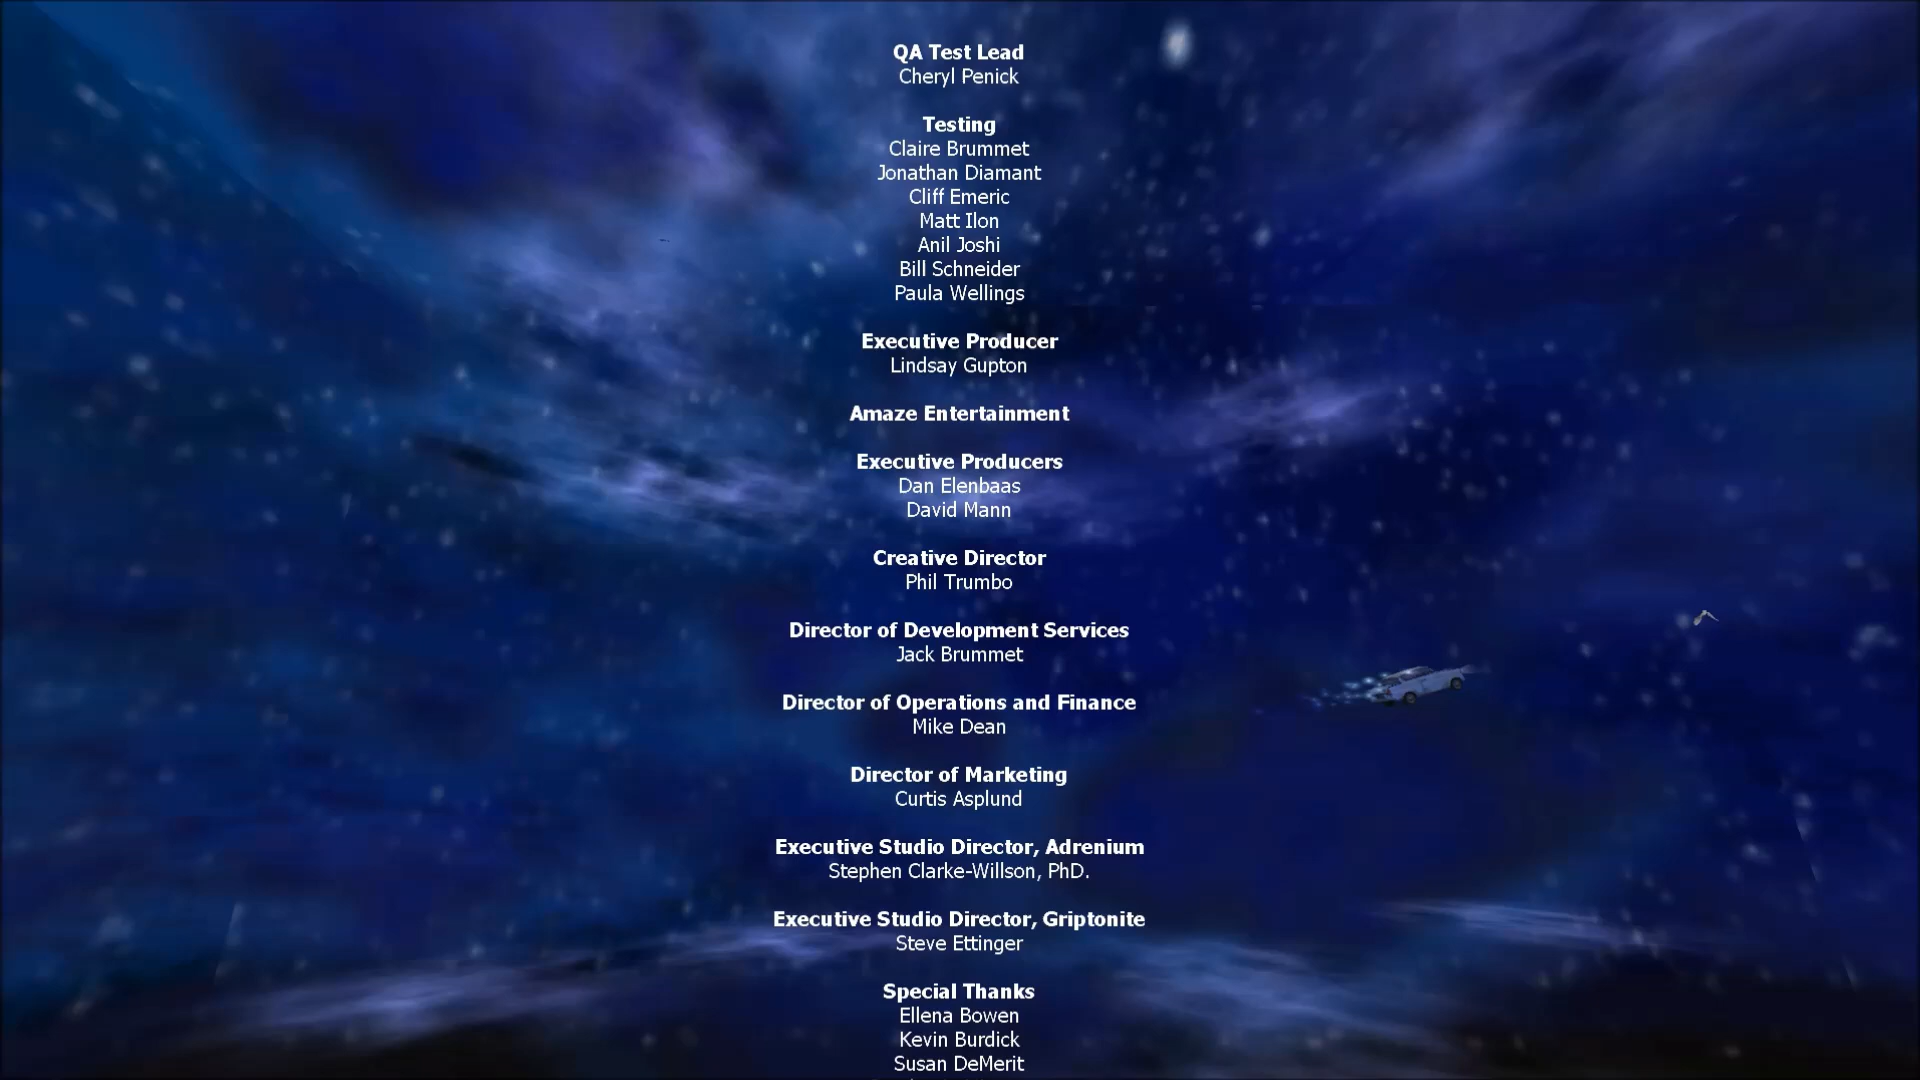 QA Test Lead
Cheryl Penick
Testing
Claire Brummet
Jonathan Diamant
Cliff Emeric
Matt Ilon
Anil Joshi
Bill Schneider
Paula Wellings
Executive Producer
Lindsay Gupton
Amaze Entertainment
Executive Producers
Dan Elenbaas
David Mann
Creative Director
Phil Trumbo
Director of Development Services
Jack Brummet
Director of Operations and Finance
Mike Dean
Director of Marketing
Curtis Asplund
Executive Studio Director, Adrenium
Stephen Clarke-Willson, PhD.
Executive Studio Director, Griptonite
Steve Ettinger
Special Thanks
Ellena Bowen
Kevin Burdick
Susan DeMerit